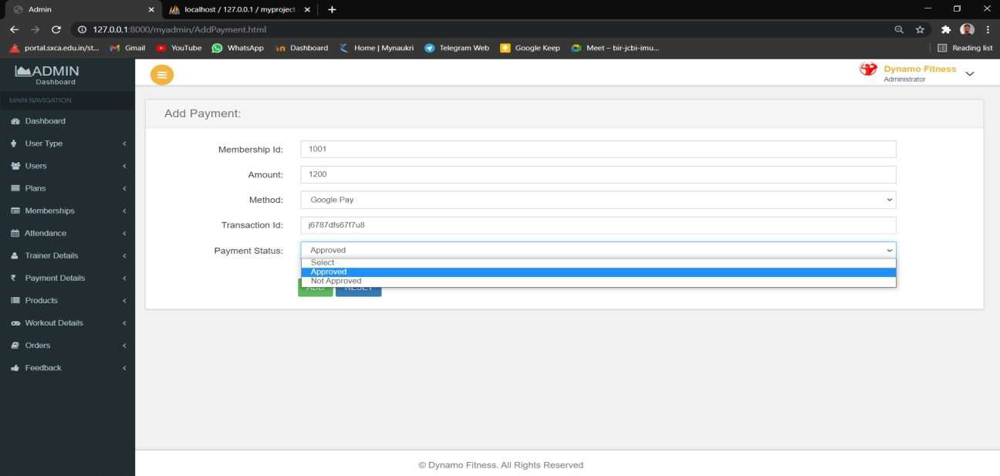 Admin
localhost / 127.0.0.1 / myproject
127.0.0.1:8000/myadmin/AddPayment.html
portal.sxca.edu.in/st... Gmail YouTube WhatsApp Dashboard Home | Mynaukri Telegram Web Google Keep Meet – bir-jcbi-imu... Reading list
ADMIN
Dashboard
Dynamo Fitness
Administrator
MAIN NAVIGATION
Dashboard
User Type
Users
Plans
Memberships
Attendance
Trainer Details
Payment Details
Products
Workout Details
Orders
Feedback
Add Payment:
Membership Id: 1001
Amount: 1200
Method: Google Pay
Transaction Id: j6787dfs67f7u8
Payment Status: Approved
Select
Approved
Not Approved
ADD RESET
© Dynamo Fitness. All Rights Reserved